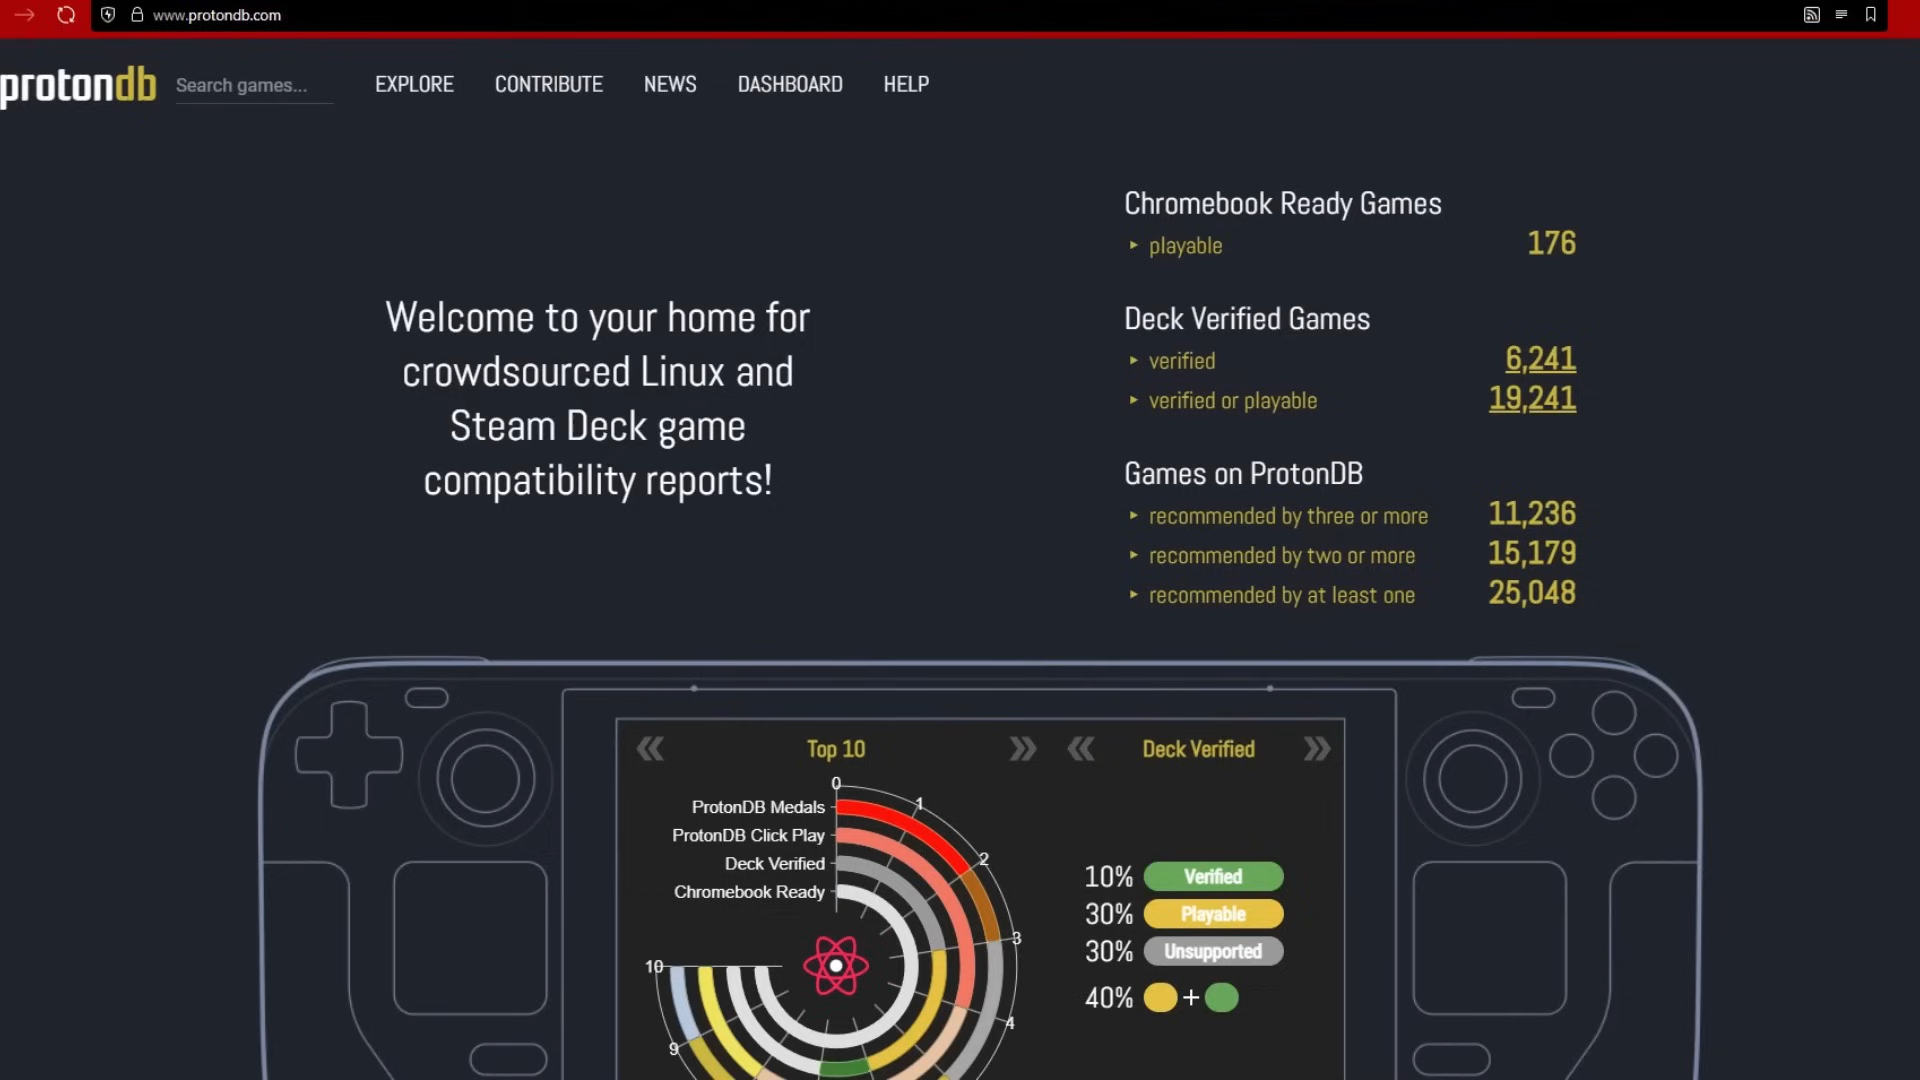 www.protondb.com
protondb
Search games...
EXPLORE
CONTRIBUTE
NEWS
DASHBOARD
HELP
Welcome to your home for
crowdsourced Linux and
Steam Deck game
compatibility reports!
Chromebook Ready Games
playable 176
Deck Verified Games
verified 6,241
verified or playable 19,241
Games on ProtonDB
recommended by three or more 11,236
recommended by two or more 15,179
recommended by at least one 25,048
Top 10
0
1
2
3
4
9
10
ProtonDB Medals
ProtonDB Click Play
Deck Verified
Chromebook Ready
Deck Verified
10% Verified
30% Playable
30% Unsupported
40% +